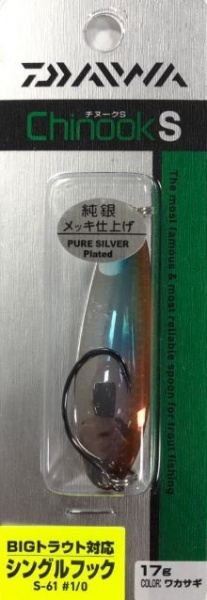 DAIWA
チヌークS
Chinook S
純銀
メッキ仕上げ
PURE SILVER
Plated
The most famous & most reliable spoon for trout fishing
BIGトラウト対応
シングルフック
S-61 #1/0
17g
COLOR: ワカサギ